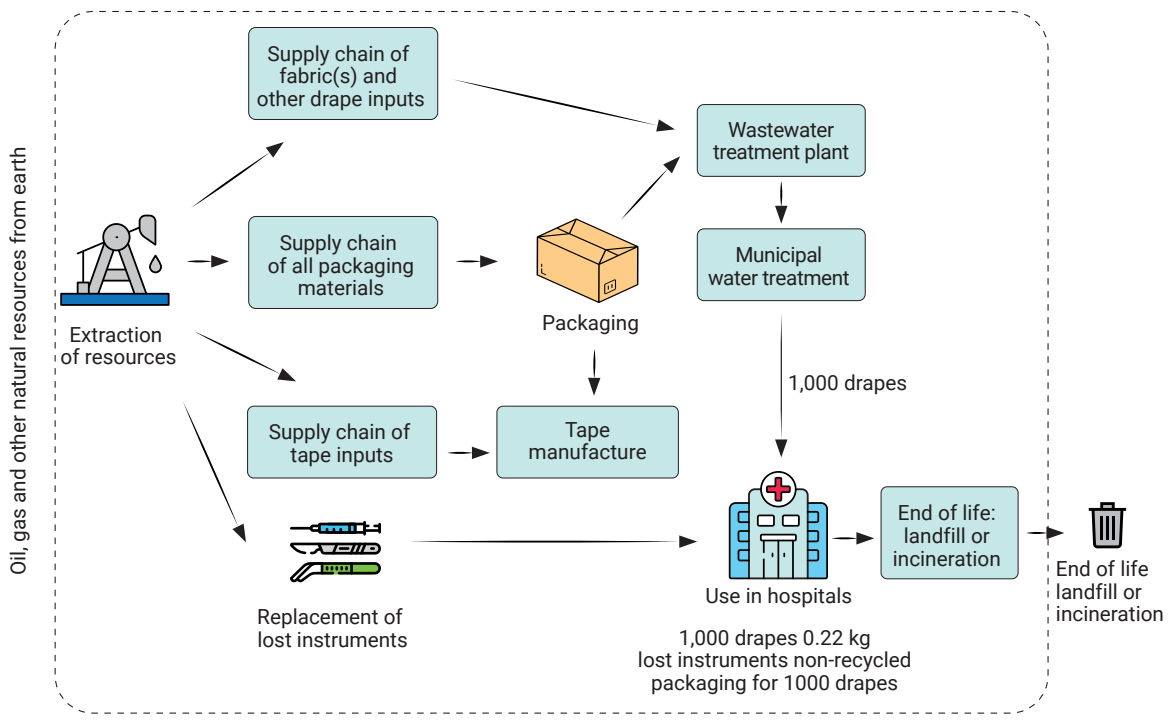 Oil, gas and other natural resources from earth
Supply chain of
fabric(s) and
other drape inputs
Wastewater
treatment plant
Supply chain
of all packaging
materials
Municipal
water treatment
Packaging
Extraction
of resources
1,000 drapes
Supply chain of
tape inputs
Tape
manufacture
End of life:
landfill or
incineration
End of life
landfill or
incineration
Use in hospitals
Replacement of
lost instruments
1,000 drapes 0.22 kg
lost instruments non-recycled
packaging for 1000 drapes